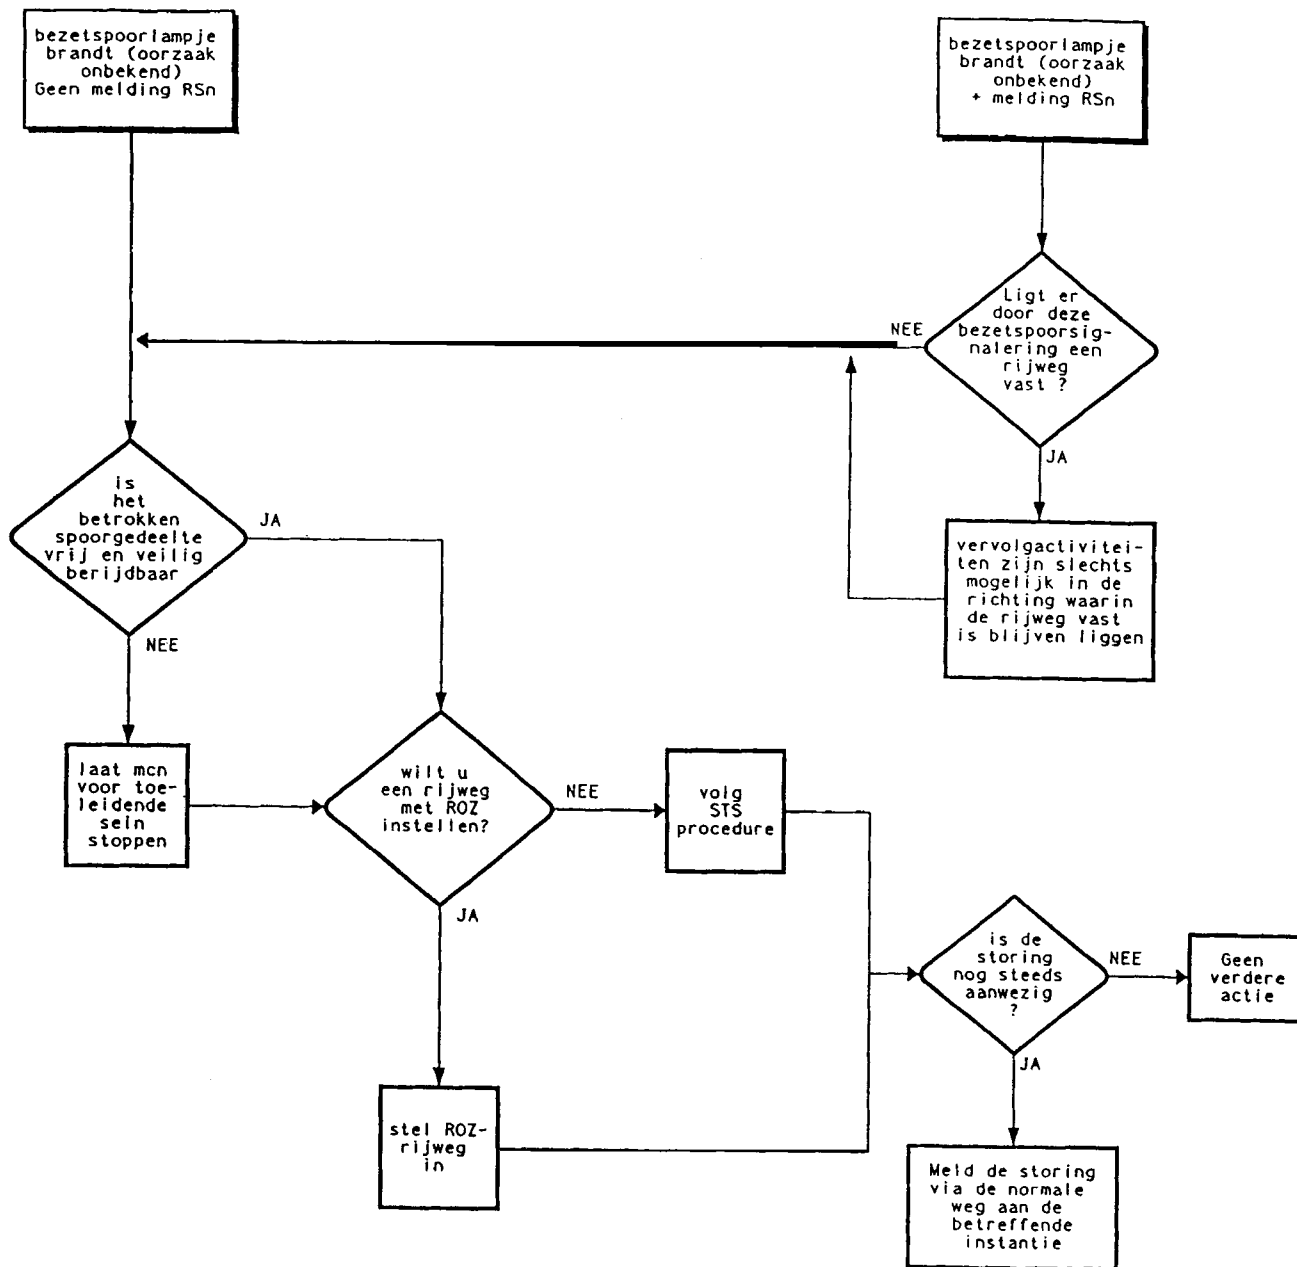 bezetspoorlampje
brandt (oorzaak
onbekend)
Geen melding RSn
bezetspoorlampje
brandt (oorzaak
onbekend)
+ melding RSn
Ligt er
door deze
bezetspoorsig-
nalering een
rijweg
vast ?
NEE
JA
vervolgactivitei-
ten zijn slechts
mogelijk in de
richting waarin
de rijweg vast
is blijven liggen
is
het
betrokken
spoorgedeelte
vrij en veilig
berijdbaar
JA
NEE
laat mcn
voor toe-
leidende
sein
stoppen
wilt u
een rijweg
met ROZ
instellen?
NEE
JA
volg
STS
procedure
stel ROZ-
rijweg
in
is de
storing
nog steeds
aanwezig
?
NEE
JA
Geen
verdere
actie
Meld de storing
via de normale
weg aan de
betreffende
instantie